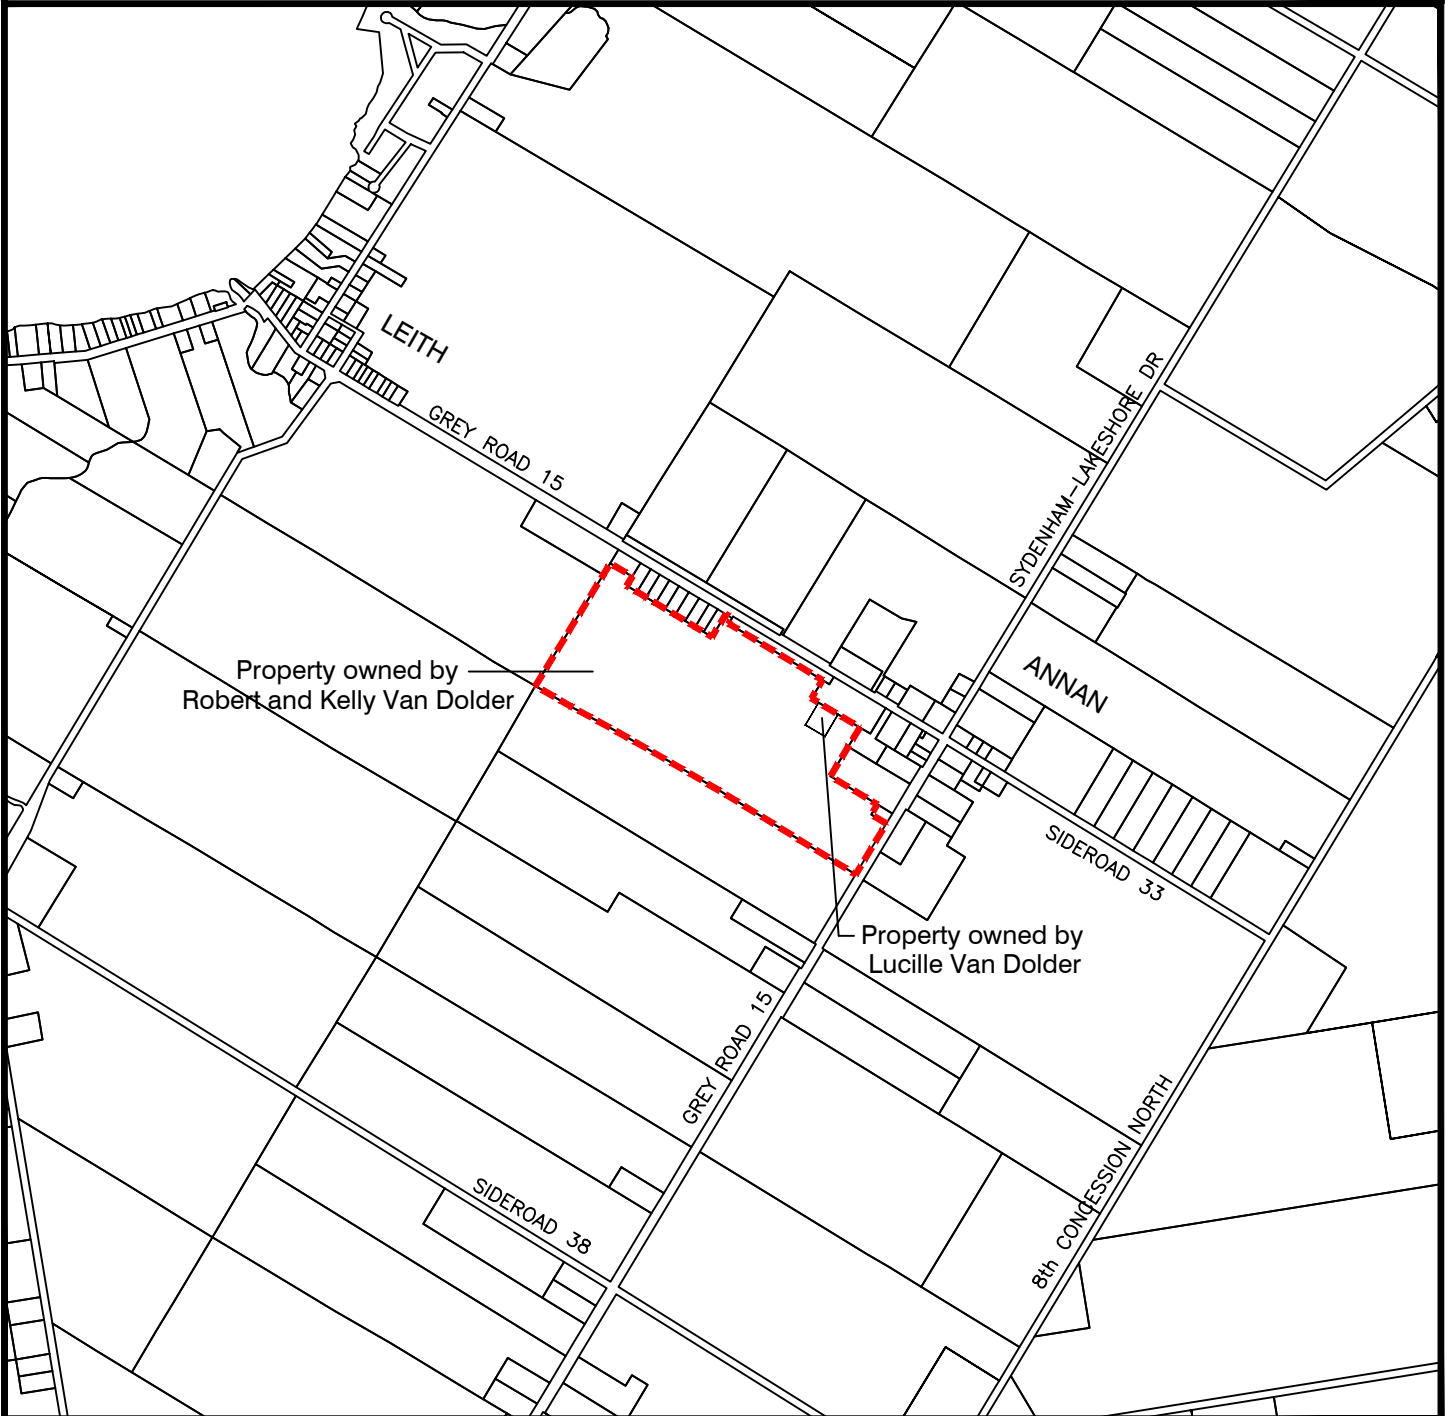 LEITH
GREY ROAD 15
SYDENHAM-LAKESHORE DR
Property owned by
Robert and Kelly Van Dolder
ANNAN
SIDEROAD 33
Property owned by
Lucille Van Dolder
GREY ROAD 15
8th CONCESSION NORTH
SIDEROAD 38